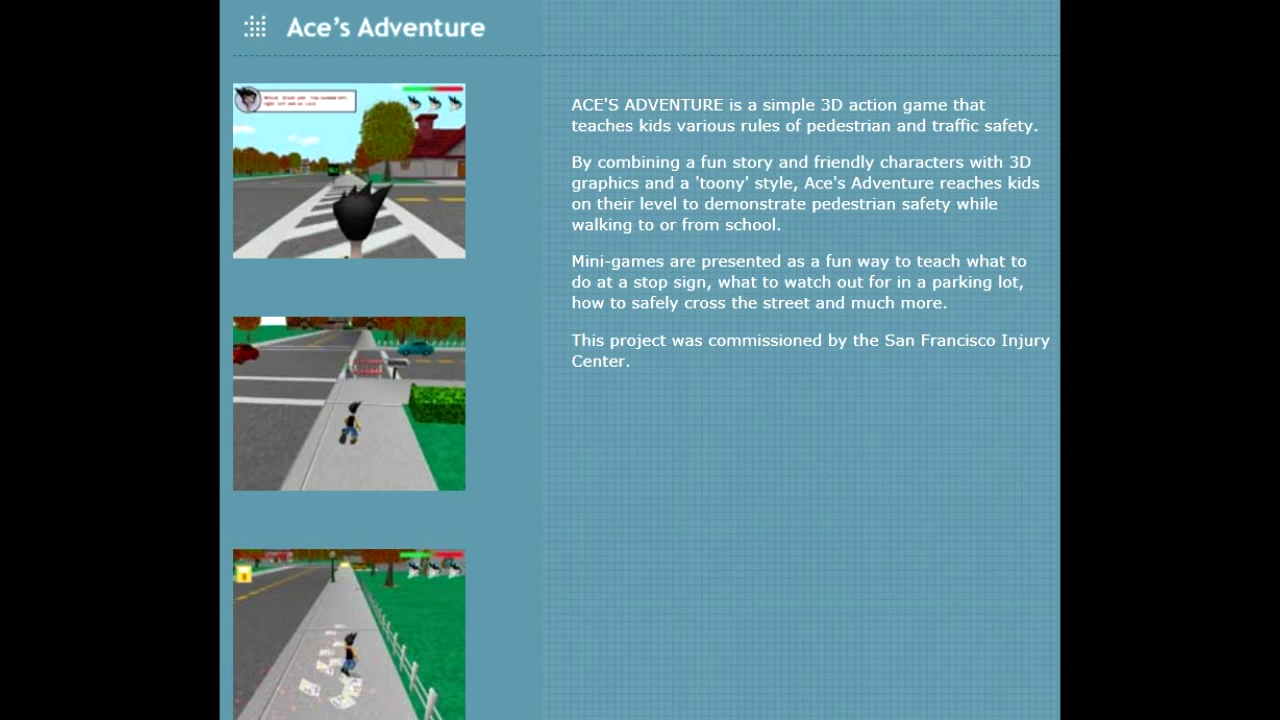 Ace's Adventure
ACE'S ADVENTURE is a simple 3D action game that
teaches kids various rules of pedestrian and traffic safety.
By combining a fun story and friendly characters with 3D
graphics and a 'toony' style, Ace's Adventure reaches kids
on their level to demonstrate pedestrian safety while
walking to or from school.
Mini-games are presented as a fun way to teach what to
do at a stop sign, what to watch out for in a parking lot,
how to safely cross the street and much more.
This project was commissioned by the San Francisco Injury
Center.